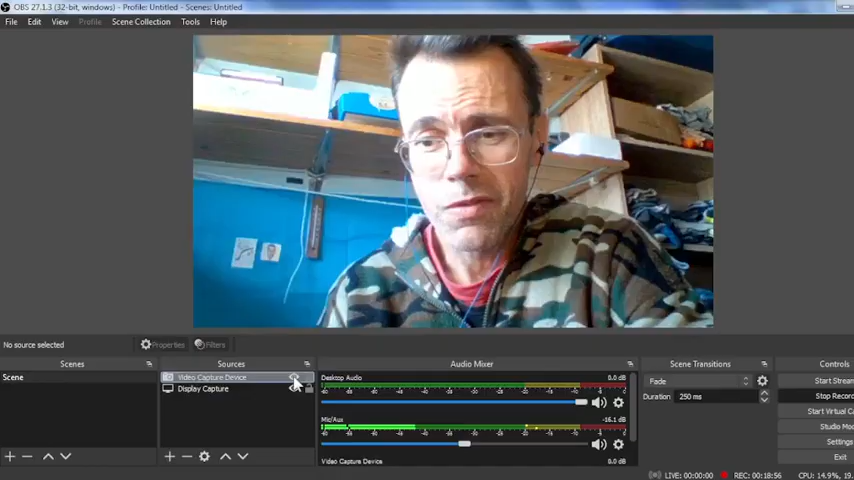 OBS 27.1.3 (32-bit, windows) - Profile: Untitled - Scenes: Untitled
File Edit View Profile Scene Collection Tools Help
No source selected Properties Filters
Scenes Sources Audio Mixer Scene Transitions Controls
Scene
Video Capture Device
Display Capture
Desktop Audio 0.0 dB
Mic/Aux -16.1 dB
Video Capture Device 0.0 dB
Fade
Duration 250 ms
Start Stream
Stop Record
Start Virtual Ca
Studio Mod
Settings
Exit
LIVE: 00:00:00 REC: 00:18:56 CPU: 14.9%, 19.